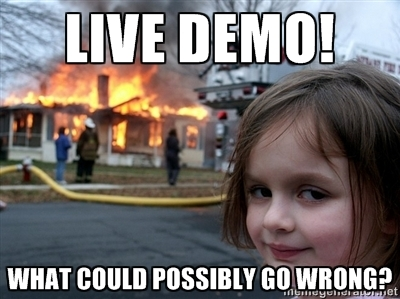 LIVE DEMO!
WHAT COULD POSSIBLY GO WRONG?
memegenerator.net